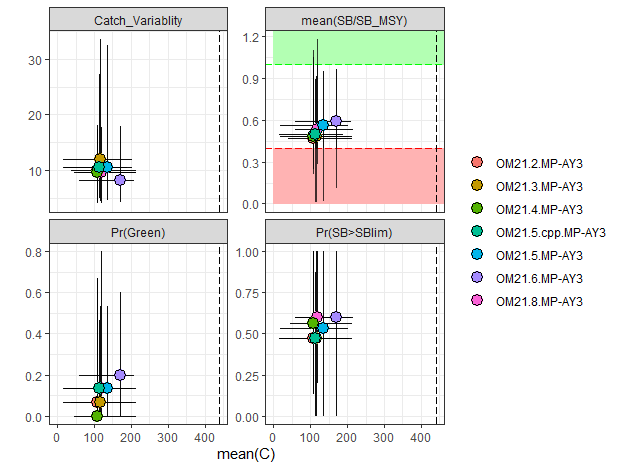 Catch_Variablity
mean(SB/SB_MSY)
30
20
10
1.2
0.9
0.6
0.3
0.0
OM21.2.MP-AY3
OM21.3.MP-AY3
OM21.4.MP-AY3
OM21.5.cpp.MP-AY3
OM21.5.MP-AY3
OM21.6.MP-AY3
OM21.8.MP-AY3
Pr(Green)
Pr(SB>SBlim)
0.8
0.6
0.4
0.2
0.0
1.00
0.75
0.50
0.25
0.00
0 100 200 300 400
0 100 200 300 400
mean(C)